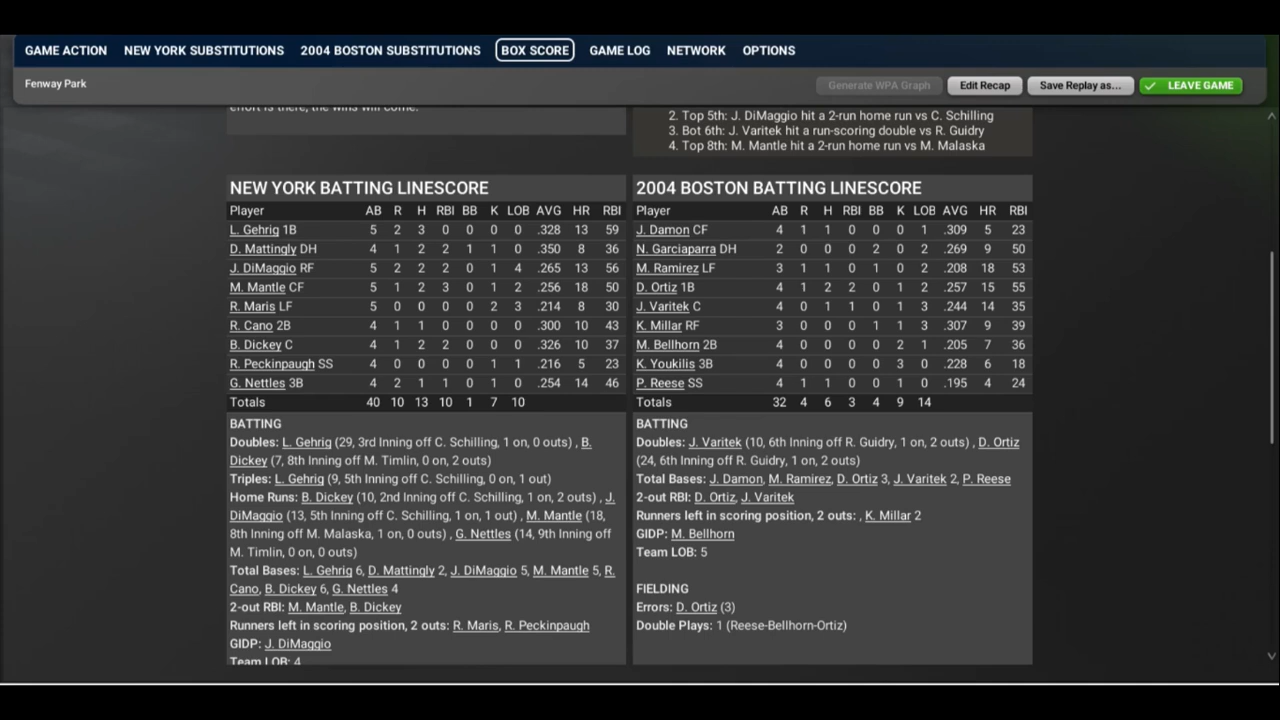 GAME ACTION NEW YORK SUBSTITUTIONS 2004 BOSTON SUBSTITUTIONS BOX SCORE GAME LOG NETWORK OPTIONS
Fenway Park Generate WPA Graph Edit Recap Save Replay as... LEAVE GAME
effort is there, the wins will come.
2. Top 5th: J. DiMaggio hit a 2-run home run vs C. Schilling
3. Bot 6th: J. Varitek hit a run-scoring double vs R. Guidry
4. Top 8th: M. Mantle hit a 2-run home run vs M. Malaska
NEW YORK BATTING LINESCORE
Player AB R H RBI BB K LOB AVG HR RBI
L. Gehrig 1B 5 2 3 0 0 0 0 .328 13 59
D. Mattingly DH 4 1 2 2 1 1 0 .350 8 36
J. DiMaggio RF 5 2 2 2 0 1 4 .265 13 56
M. Mantle CF 5 1 2 3 0 1 2 .256 18 50
R. Maris LF 5 0 0 0 0 2 3 .214 8 30
R. Cano 2B 4 1 1 0 0 0 0 .300 10 43
B. Dickey C 4 1 2 2 0 0 0 .326 10 37
R. Peckinpaugh SS 4 0 0 0 0 1 1 .216 5 23
G. Nettles 3B 4 2 1 1 0 1 0 .254 14 46
Totals 40 10 13 10 1 7 10
BATTING
Doubles: L. Gehrig (29, 3rd Inning off C. Schilling, 1 on, 0 outs) , B.
Dickey (7, 8th Inning off M. Timlin, 0 on, 2 outs)
Triples: L. Gehrig (9, 5th Inning off C. Schilling, 0 on, 1 out)
Home Runs: B. Dickey (10, 2nd Inning off C. Schilling, 1 on, 2 outs) , J.
DiMaggio (13, 5th Inning off C. Schilling, 1 on, 1 out) , M. Mantle (18,
8th Inning off M. Malaska, 1 on, 0 outs) , G. Nettles (14, 9th Inning off
M. Timlin, 0 on, 0 outs)
Total Bases: L. Gehrig 6, D. Mattingly 2, J. DiMaggio 5, M. Mantle 5, R.
Cano, B. Dickey 6, G. Nettles 4
2-out RBI: M. Mantle, B. Dickey
Runners left in scoring position, 2 outs: R. Maris, R. Peckinpaugh
GIDP: J. DiMaggio
Team LOB: 4
2004 BOSTON BATTING LINESCORE
Player AB R H RBI BB K LOB AVG HR RBI
J. Damon CF 4 1 1 0 0 0 1 .309 5 23
N. Garciaparra DH 2 0 0 0 2 0 2 .269 9 50
M. Ramirez LF 3 1 1 0 1 0 2 .208 18 53
D. Ortiz 1B 4 1 2 2 0 1 2 .257 15 55
J. Varitek C 4 0 1 1 0 1 3 .244 14 35
K. Millar RF 3 0 0 0 1 1 3 .307 9 39
M. Bellhorn 2B 4 0 0 0 0 2 1 .205 7 36
K. Youkilis 3B 4 0 0 0 0 3 0 .228 6 18
P. Reese SS 4 1 1 0 0 1 0 .195 4 24
Totals 32 4 6 3 4 9 14
BATTING
Doubles: J. Varitek (10, 6th Inning off R. Guidry, 1 on, 2 outs) , D. Ortiz
(24, 6th Inning off R. Guidry, 1 on, 2 outs)
Total Bases: J. Damon, M. Ramirez, D. Ortiz 3, J. Varitek 2, P. Reese
2-out RBI: D. Ortiz, J. Varitek
Runners left in scoring position, 2 outs: , K. Millar 2
GIDP: M. Bellhorn
Team LOB: 5
FIELDING
Errors: D. Ortiz (3)
Double Plays: 1 (Reese-Bellhorn-Ortiz)